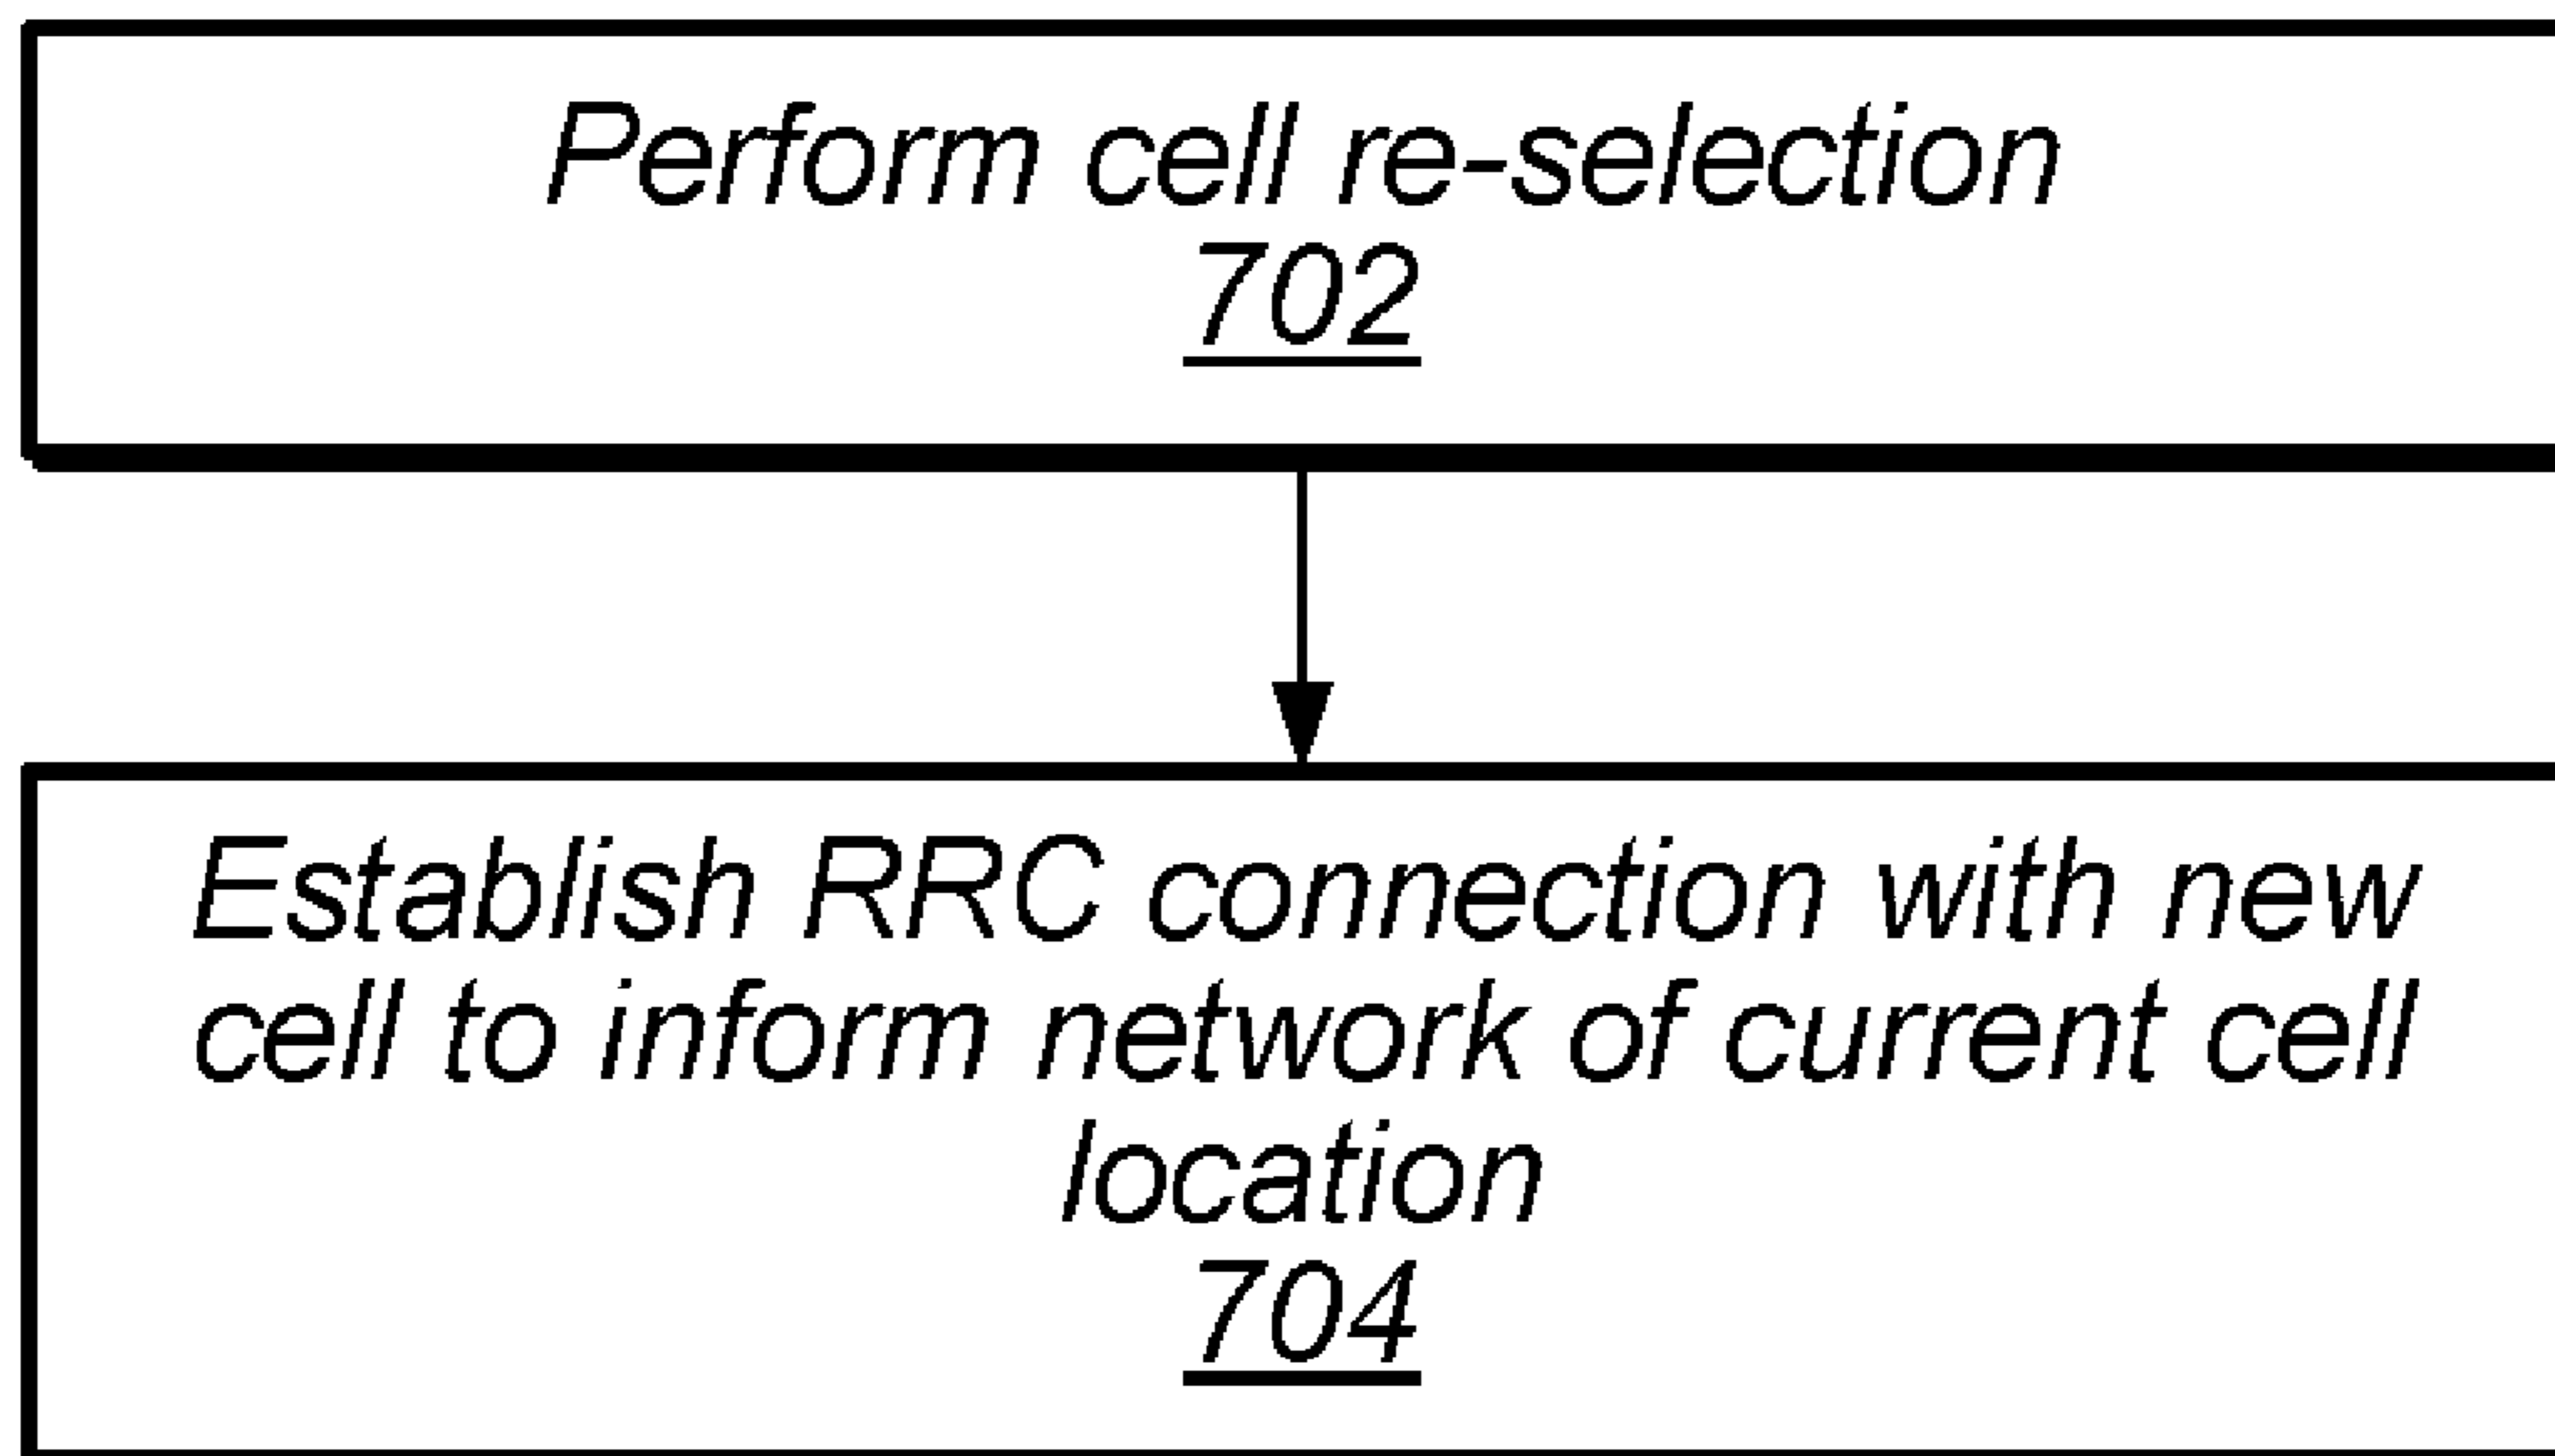 Perform cell re-selection
702
Establish RRC connection with new
cell to inform network of current cell
location
704